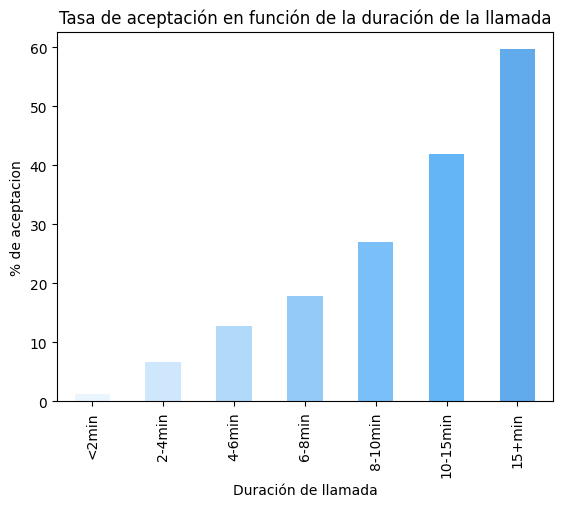 Tasa de aceptación en función de la duración de la llamada
60
50
40
30
20
10
0
% de aceptacion
<2min
2-4min
4-6min
6-8min
8-10min
10-15min
15+min
Duración de llamada